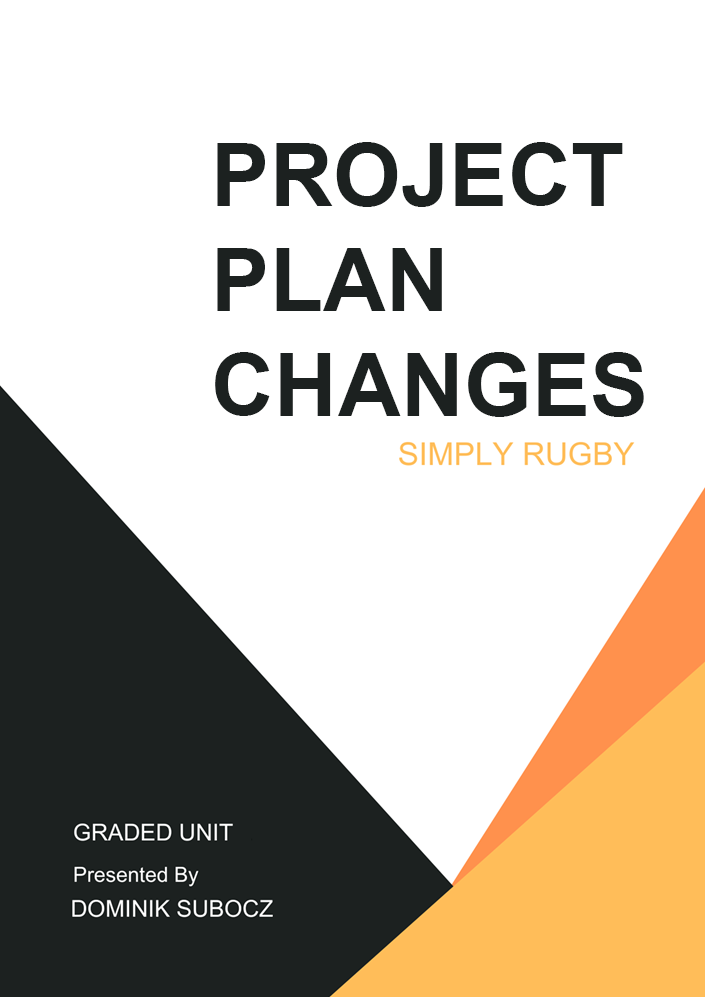 PROJECT
PLAN
CHANGES
SIMPLY RUGBY
GRADED UNIT
Presented By
DOMINIK SUBOCZ